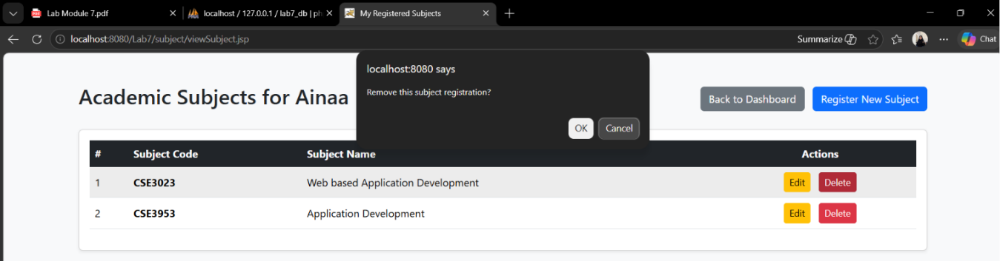 Lab Module 7.pdf
localhost / 127.0.0.1 / lab7_db | ph
My Registered Subjects
localhost:8080/Lab7/subject/viewSubject.jsp
Summarize
Chat
localhost:8080 says
Remove this subject registration?
OK
Cancel
Academic Subjects for Ainaa
Back to Dashboard
Register New Subject
# Subject Code Subject Name Actions
1 CSE3023 Web based Application Development Edit Delete
2 CSE3953 Application Development Edit Delete